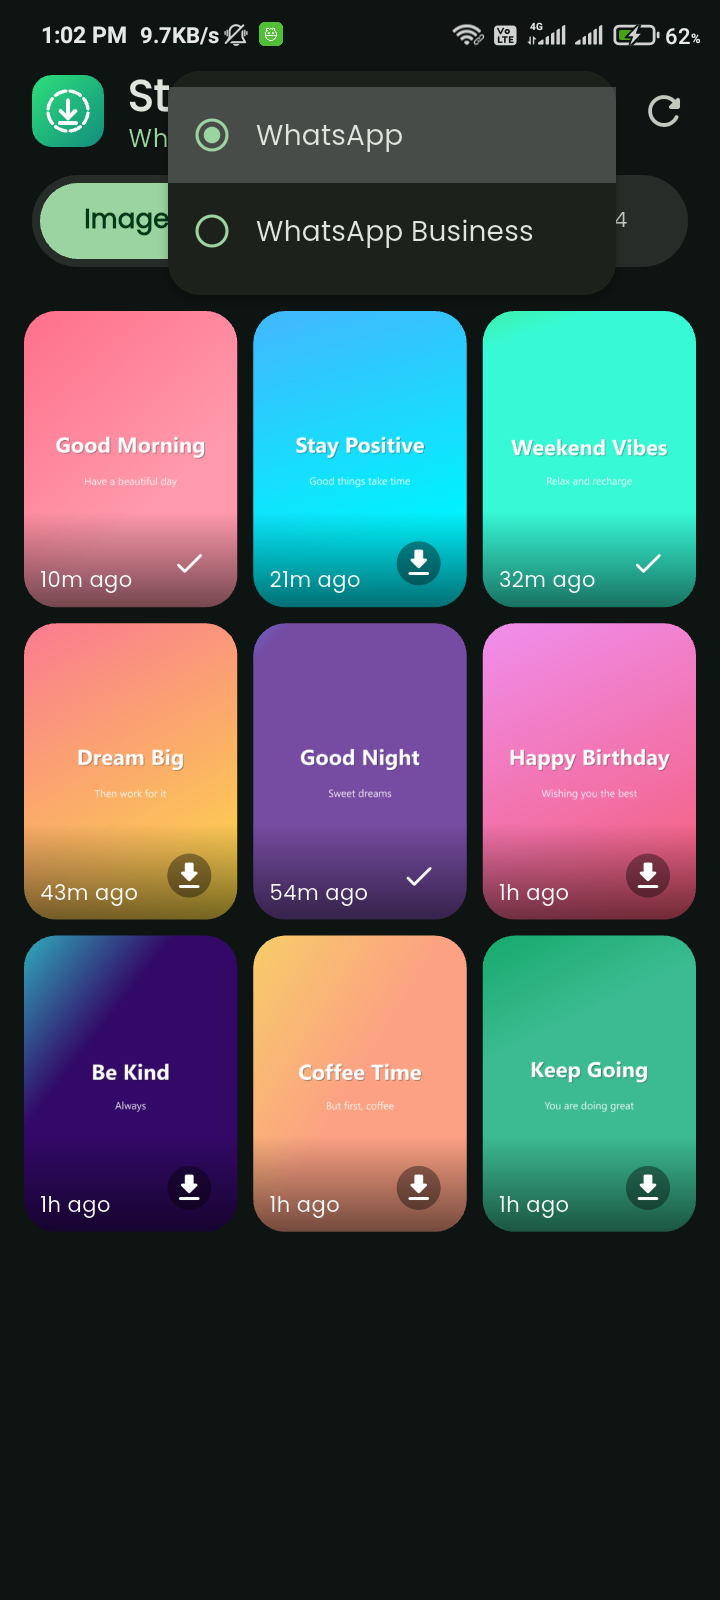 1:02 PM 9.7KB/s 4G Vo LTE 62%
St
Wh
WhatsApp
Image
4
WhatsApp Business
Good Morning
Have a beautiful day
10m ago
Stay Positive
Good things take time
21m ago
Weekend Vibes
Relax and recharge
32m ago
Dream Big
Then work for it
43m ago
Good Night
Sweet dreams
54m ago
Happy Birthday
Wishing you the best
1h ago
Be Kind
Always
1h ago
Coffee Time
But first, coffee
1h ago
Keep Going
You are doing great
1h ago